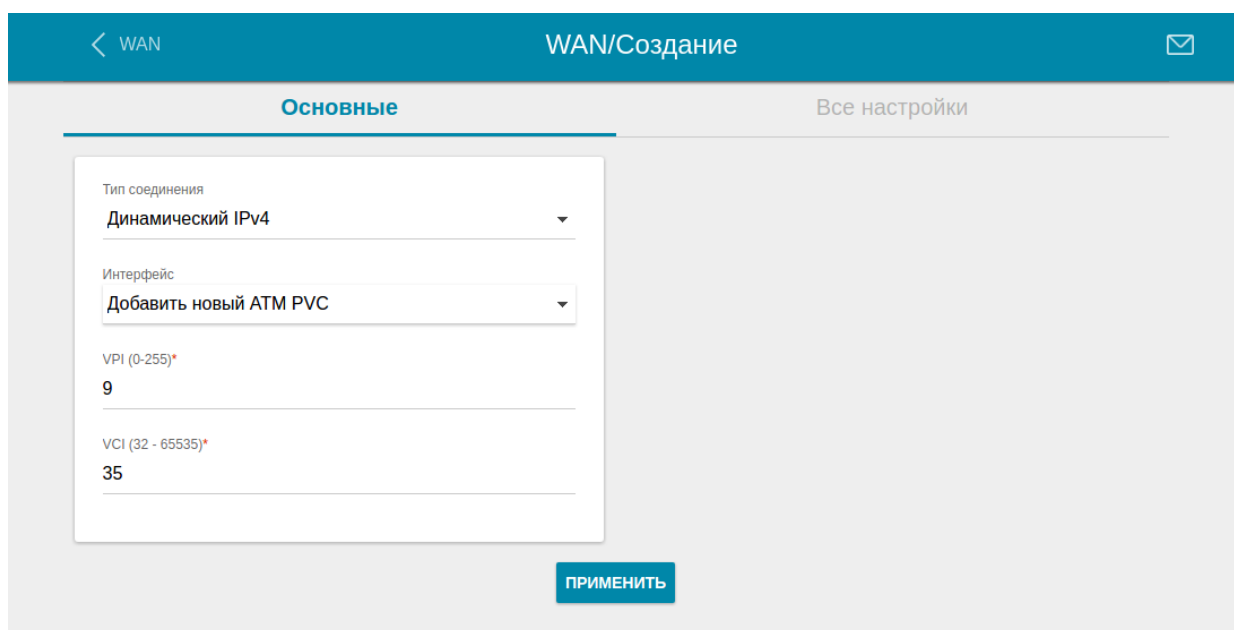 WAN
WAN/Создание
Основные
Все настройки
Тип соединения
Динамический IPv4
Интерфейс
Добавить новый ATM PVC
VPI (0-255)*
9
VCI (32 - 65535)*
35
ПРИМЕНИТЬ